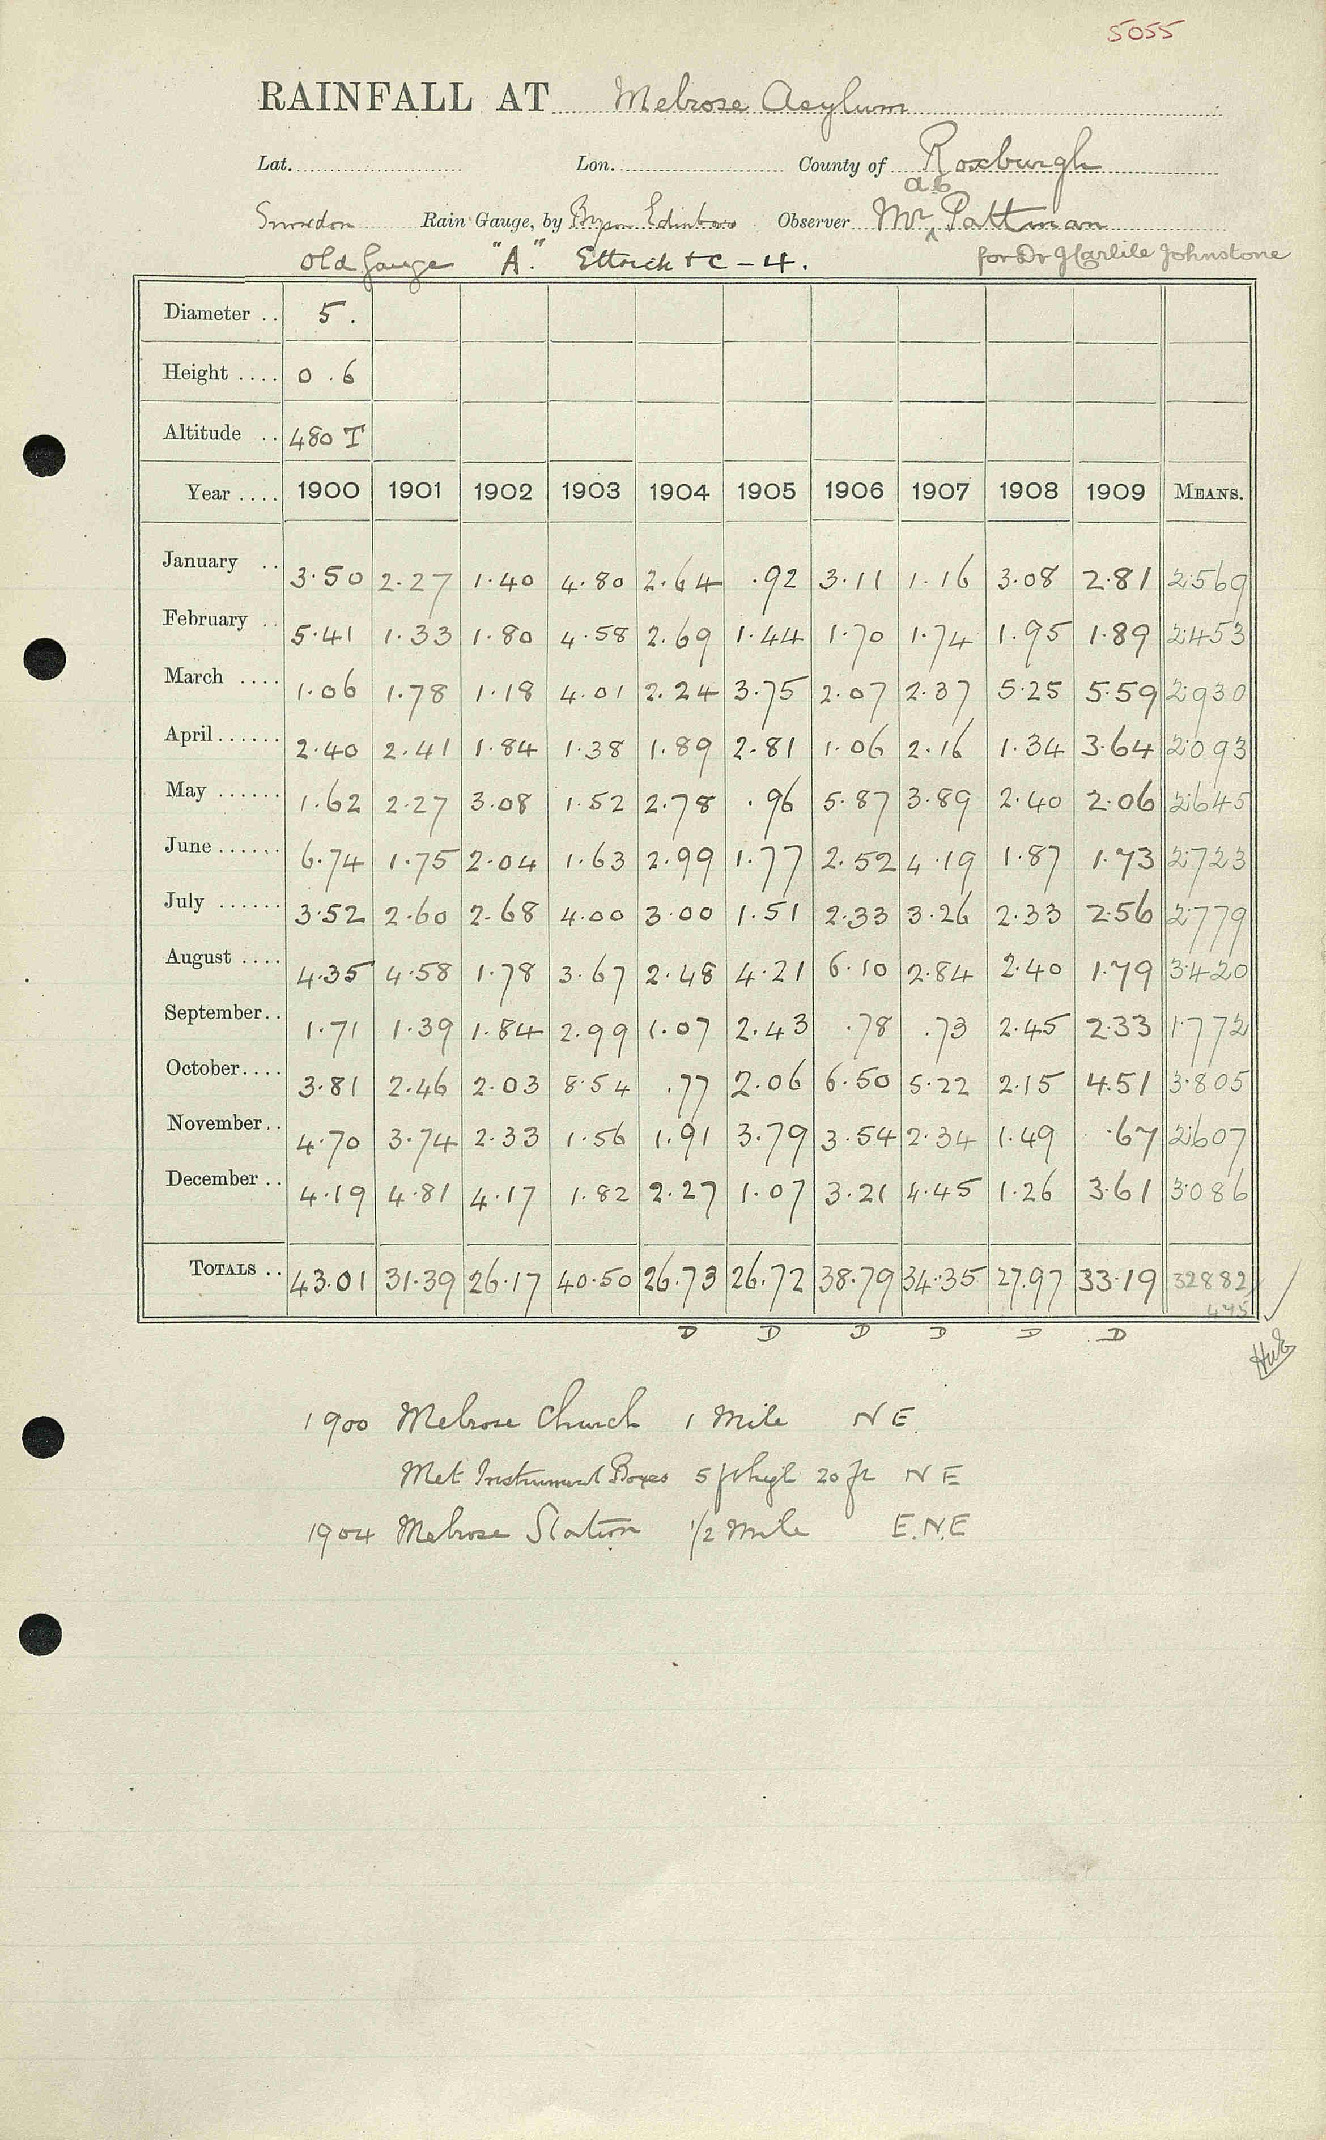 5055
RAINFALL AT Melrose Asylum
Lat. Lon. County of Roxburgh
Snowdon Rain Gauge, by Observer Mr AB Pattman
Old Gauge "A". Ettrick &c - 4. for Dr J Carlile Johnstone
Diameter .. 5.
Height .... 0.6
Altitude .. 480 T
Year .... 1900 1901 1902 1903 1904 1905 1906 1907 1908 1909 MEANS.
January .. 3.50 2.27 1.40 4.80 2.64 .92 3.11 1.16 3.08 2.81 2.569
February .. 5.41 1.33 1.80 4.58 2.69 1.44 1.70 1.74 1.95 1.89 2.453
March .... 1.06 1.78 1.18 4.01 2.24 3.75 2.07 2.37 5.25 5.59 2.930
April ...... 2.40 2.41 1.84 1.38 1.89 2.81 1.06 2.16 1.34 3.64 2.093
May ...... 1.62 2.27 3.08 1.52 2.78 .96 5.87 3.89 2.40 2.06 2.645
June ...... 6.74 1.75 2.04 1.63 2.99 1.77 2.52 4.19 1.87 1.73 2.723
July ...... 3.52 2.60 2.68 4.00 3.00 1.51 2.33 3.26 2.33 2.56 2.779
August .... 4.35 4.58 1.78 3.67 2.48 4.21 6.10 2.84 2.40 1.79 3.420
September.. 1.71 1.39 1.84 2.99 1.07 2.43 .78 .73 2.45 2.33 1.772
October.... 3.81 2.46 2.03 8.54 .77 2.06 6.50 5.22 2.15 4.51 3.805
November.. 4.70 3.74 2.33 1.56 1.91 3.79 3.54 2.34 1.49 .67 2.607
December .. 4.19 4.81 4.17 1.82 2.27 1.07 3.21 4.45 1.26 3.61 3.086
TOTALS .. 43.01 31.39 26.17 40.50 26.73 26.72 38.79 34.35 27.97 33.19 32882
D D D D D D
1900 Melrose Church 1 Mile NE
Met Instrument Boxes 5 ft high 20 ft NE
1904 Melrose Station 1/2 Mile E.N.E